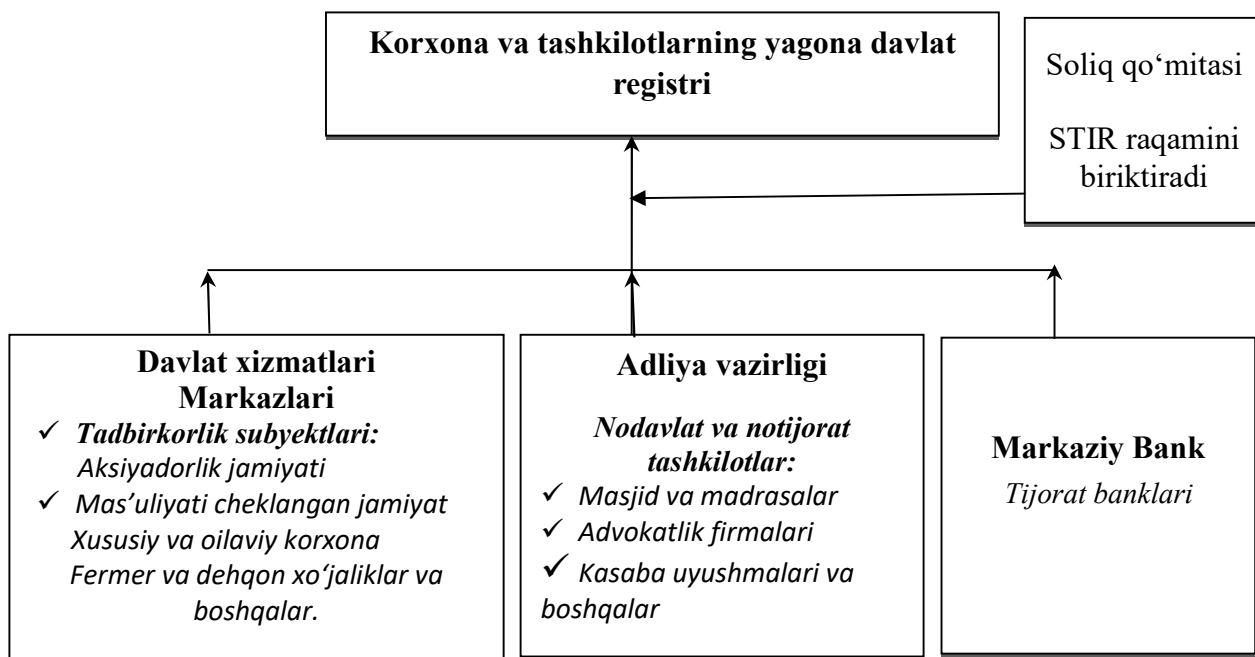 Korxona va tashkilotlarning yagona davlat
registri
Soliq qo‘mitasi
STIR raqamini
biriktiradi
Davlat xizmatlari
Markazlari
✓ Tadbirkorlik subyektlari:
Aksiyadorlik jamiyati
✓ Mas’uliyati cheklangan jamiyat
Xususiy va oilaviy korxona
Fermer va dehqon xo‘jaliklar va
boshqalar.
Adliya vazirligi
Nodavlat va notijorat
tashkilotlar:
✓ Masjid va madrasalar
✓ Advokatlik firmalari
✓ Kasaba uyushmalari va
boshqalar
Markaziy Bank
Tijorat banklari